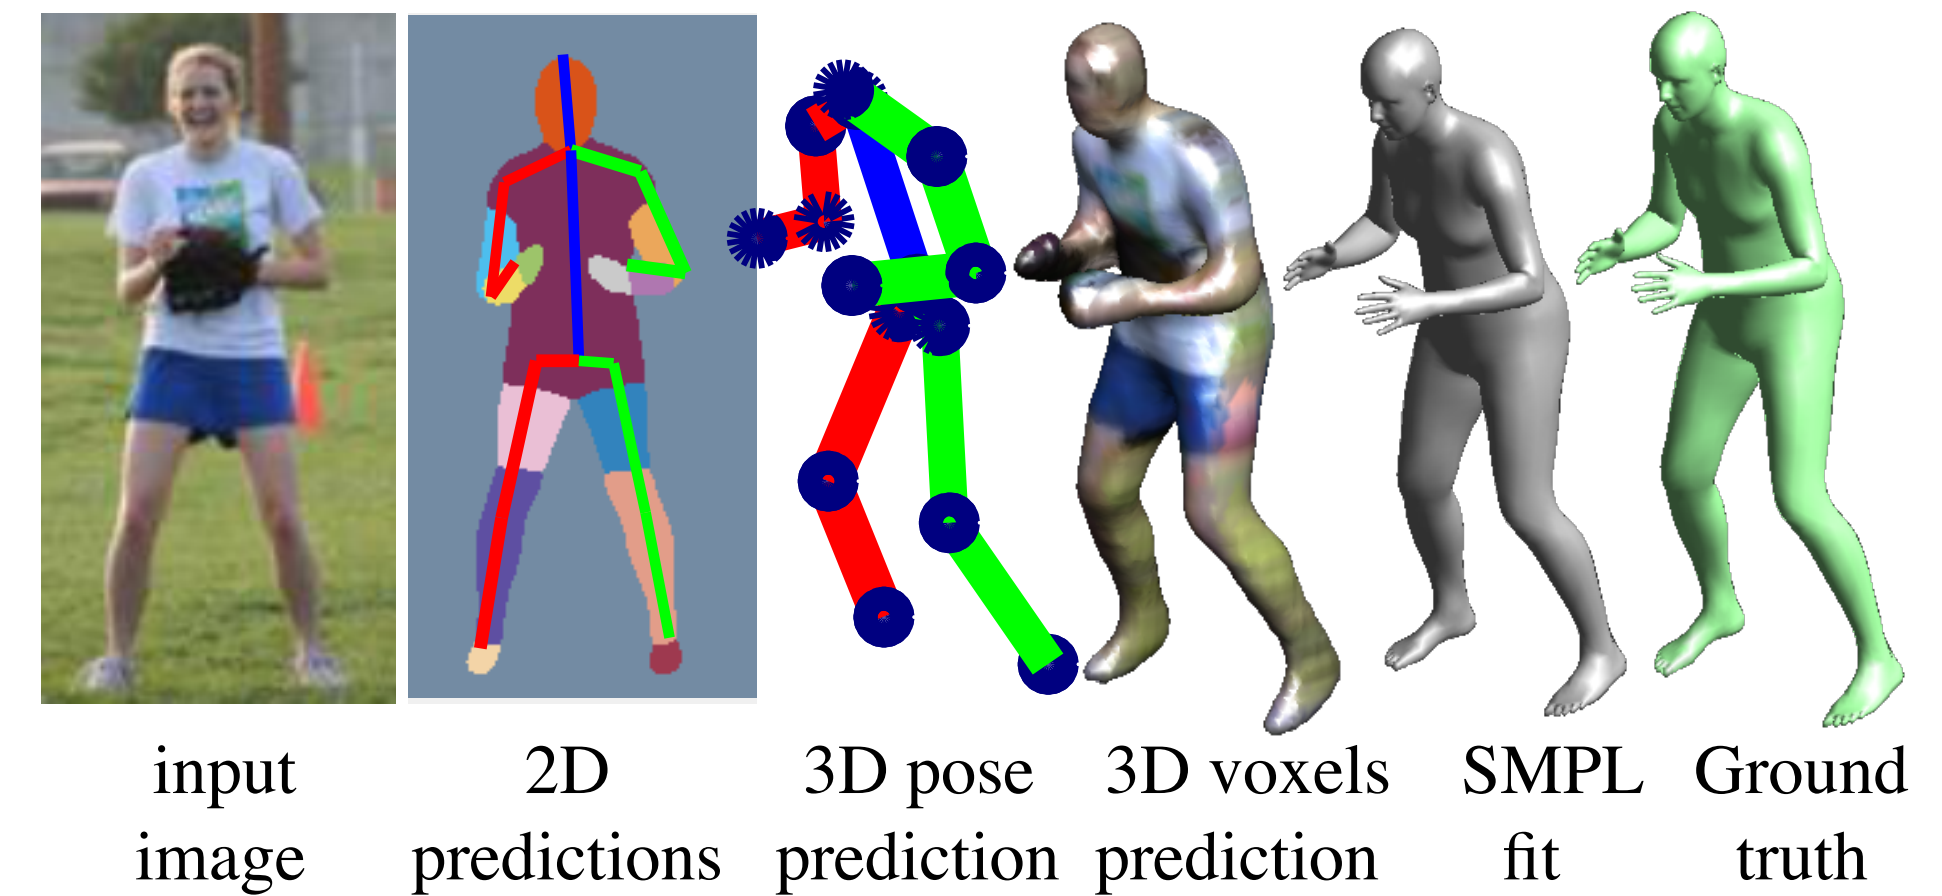 input image
2D predictions
3D pose prediction
3D voxels prediction
SMPL fit
Ground truth